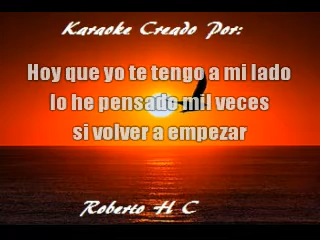 Karaoke Creado Por:
Hoy que yo te tengo a mi lado
lo he pensado mil veces
si volver a empezar
Roberto H C